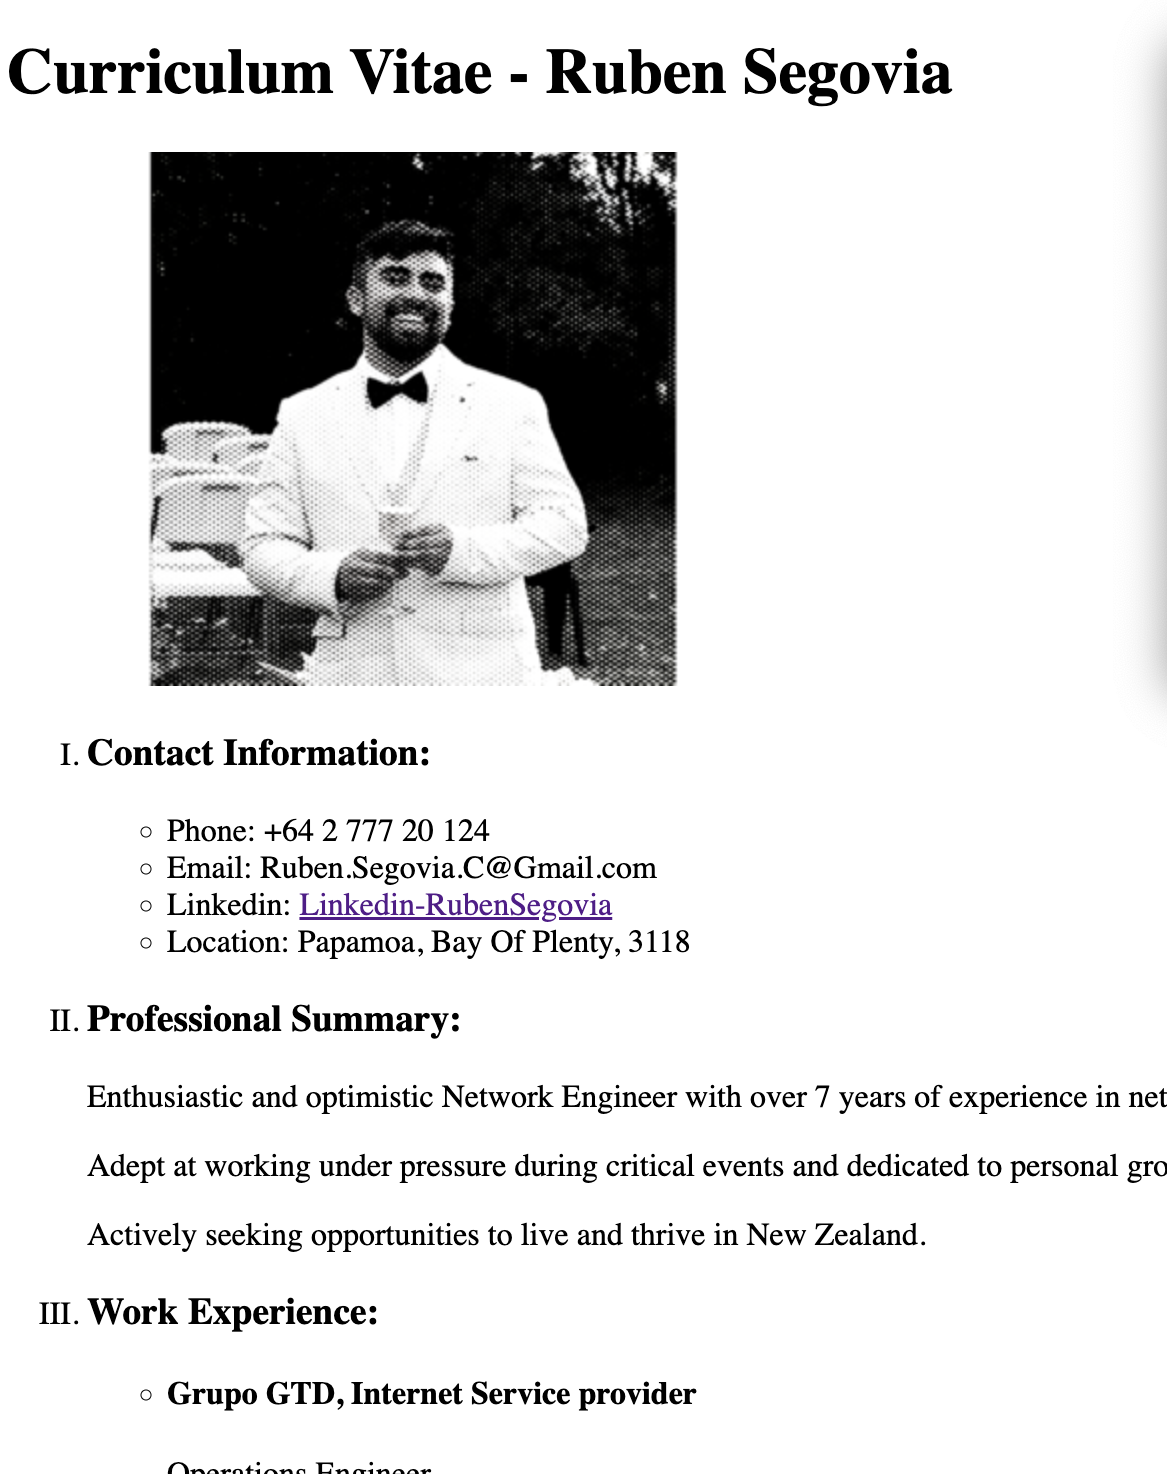 Curriculum Vitae - Ruben Segovia
I. Contact Information:
○ Phone: +64 2 777 20 124
○ Email: Ruben.Segovia.C@Gmail.com
○ Linkedin: Linkedin-RubenSegovia
○ Location: Papamoa, Bay Of Plenty, 3118
II. Professional Summary:
Enthusiastic and optimistic Network Engineer with over 7 years of experience in net
Adept at working under pressure during critical events and dedicated to personal gro
Actively seeking opportunities to live and thrive in New Zealand.
III. Work Experience:
○ Grupo GTD, Internet Service provider
Operations Engineer